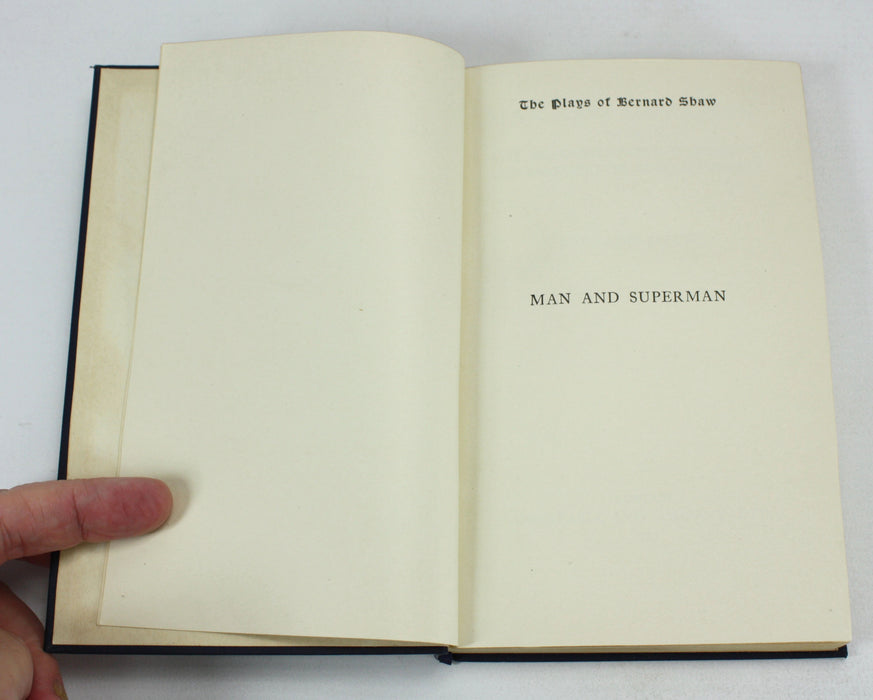 The Plays of Bernard Shaw
MAN AND SUPERMAN